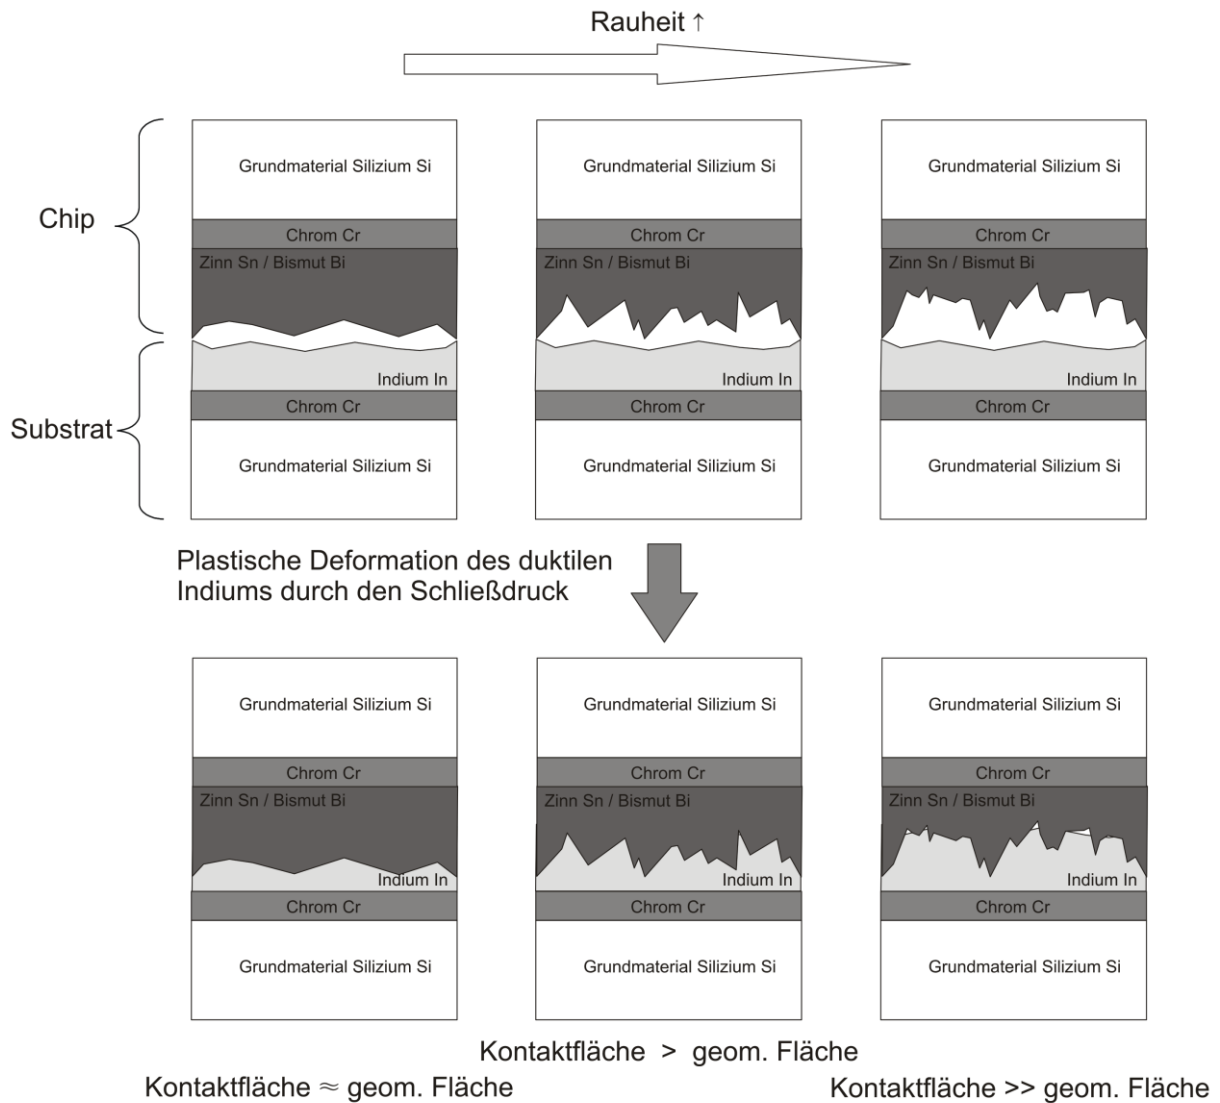 Rauheit ↑
Grundmaterial Silizium Si
Grundmaterial Silizium Si
Grundmaterial Silizium Si
Chip
Chrom Cr
Chrom Cr
Chrom Cr
Zinn Sn / Bismut Bi
Zinn Sn / Bismut Bi
Zinn Sn / Bismut Bi
Indium In
Indium In
Indium In
Chrom Cr
Chrom Cr
Chrom Cr
Substrat
Grundmaterial Silizium Si
Grundmaterial Silizium Si
Grundmaterial Silizium Si
Plastische Deformation des duktilen
Indiums durch den Schließdruck
Grundmaterial Silizium Si
Grundmaterial Silizium Si
Grundmaterial Silizium Si
Chrom Cr
Chrom Cr
Chrom Cr
Zinn Sn / Bismut Bi
Zinn Sn / Bismut Bi
Zinn Sn / Bismut Bi
Indium In
Indium In
Indium In
Chrom Cr
Chrom Cr
Chrom Cr
Grundmaterial Silizium Si
Grundmaterial Silizium Si
Grundmaterial Silizium Si
Kontaktfläche > geom. Fläche
Kontaktfläche ≈ geom. Fläche
Kontaktfläche >> geom. Fläche